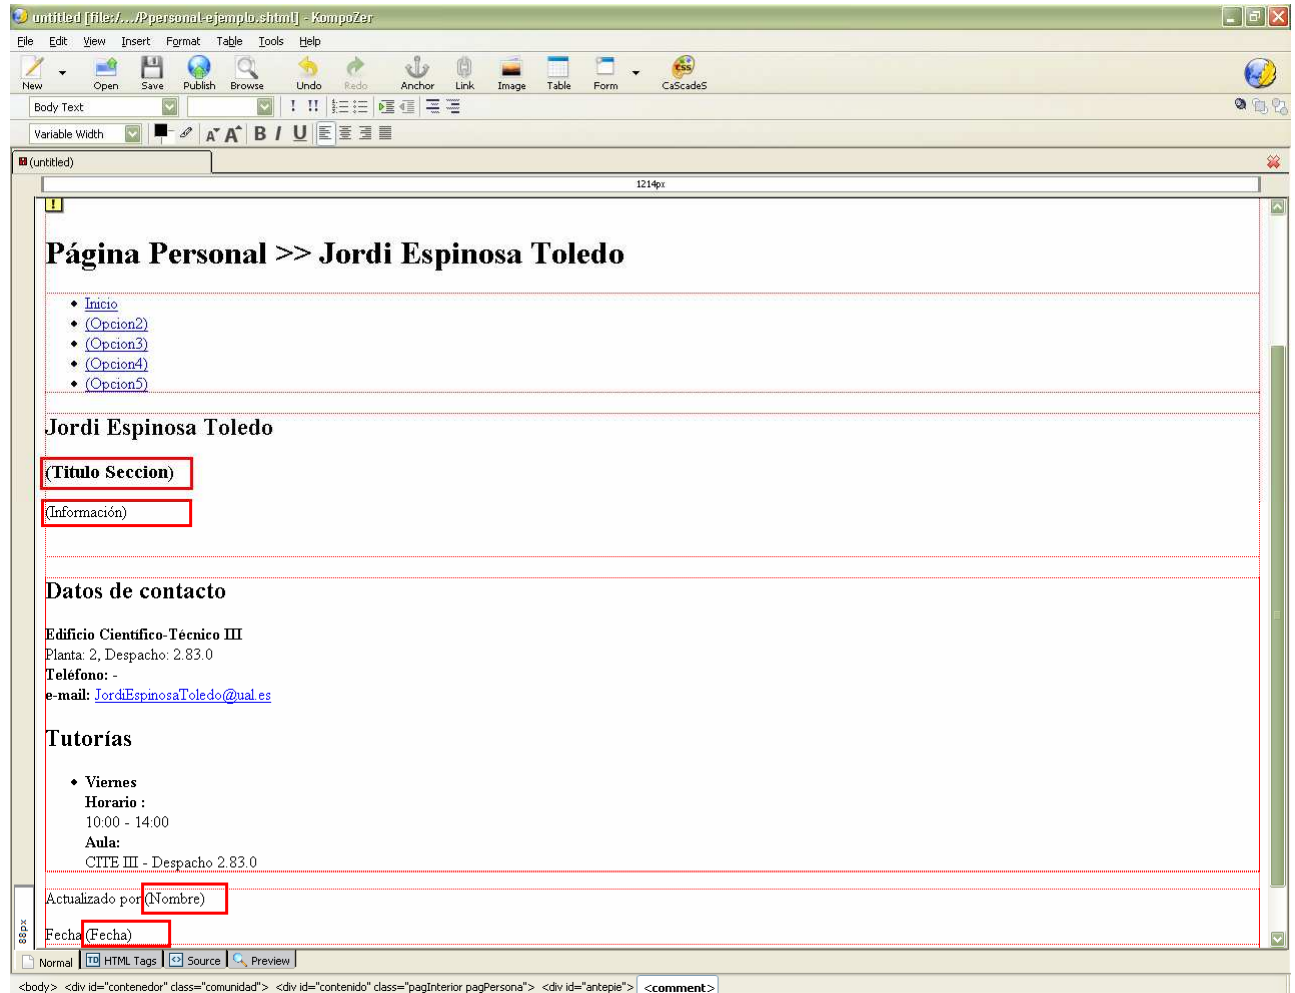 untitled [file:/.../Ppersonal-ejemplo.shtml] - KompoZer
File Edit View Insert Format Table Tools Help
New Open Save Publish Browse Undo Redo Anchor Link Image Table Form CaScadeS
Body Text
Variable Width
(untitled)
1214px
Página Personal >> Jordi Espinosa Toledo
Inicio
(Opcion2)
(Opcion3)
(Opcion4)
(Opcion5)
Jordi Espinosa Toledo
(Titulo Seccion)
(Información)
Datos de contacto
Edificio Científico-Técnico III
Planta: 2, Despacho: 2.83.0
Teléfono: -
e-mail: JordiEspinosaToledo@ual.es
Tutorías
Viernes
Horario :
10:00 - 14:00
Aula:
CITE III - Despacho 2.83.0
Actualizado por (Nombre)
Fecha (Fecha)
88px
Normal HTML Tags Source Preview
<body> <div id="contenedor" class="comunidad"> <div id="contenido" class="pagInterior pagPersona"> <div id="antepie"> <comment>